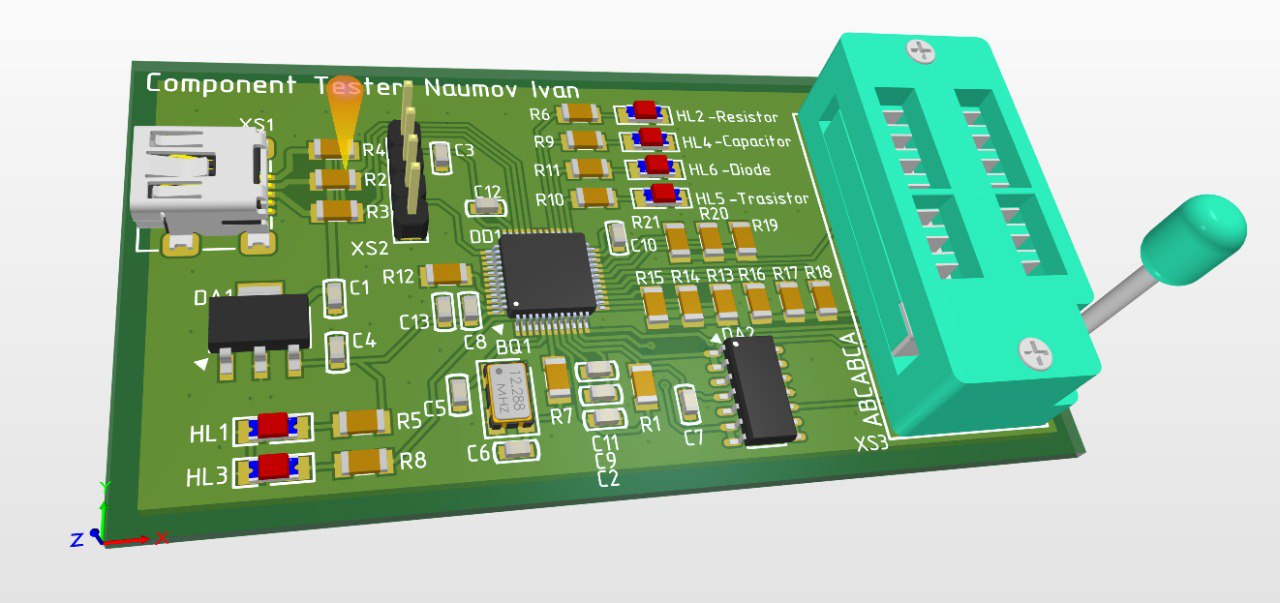 Component Tester Naumov Ivan
XS1
R4
R2
R3
XS2
C3
C12
R6
HL2-Resistor
R9
HL4-Capacitor
R11
HL6-Diode
R10
HL5-Trasistor
R21
R20
R19
C10
DD1
R12
R15 R14 R13 R16 R17 R18
DA1
C1
C13
C8
C4
BQ1
DA2
12.288
MHz
C5
R7
R1
C7
C11
C9
C2
C6
HL1
R5
HL3
R8
ABCABCA
XS3
Y
Z
X